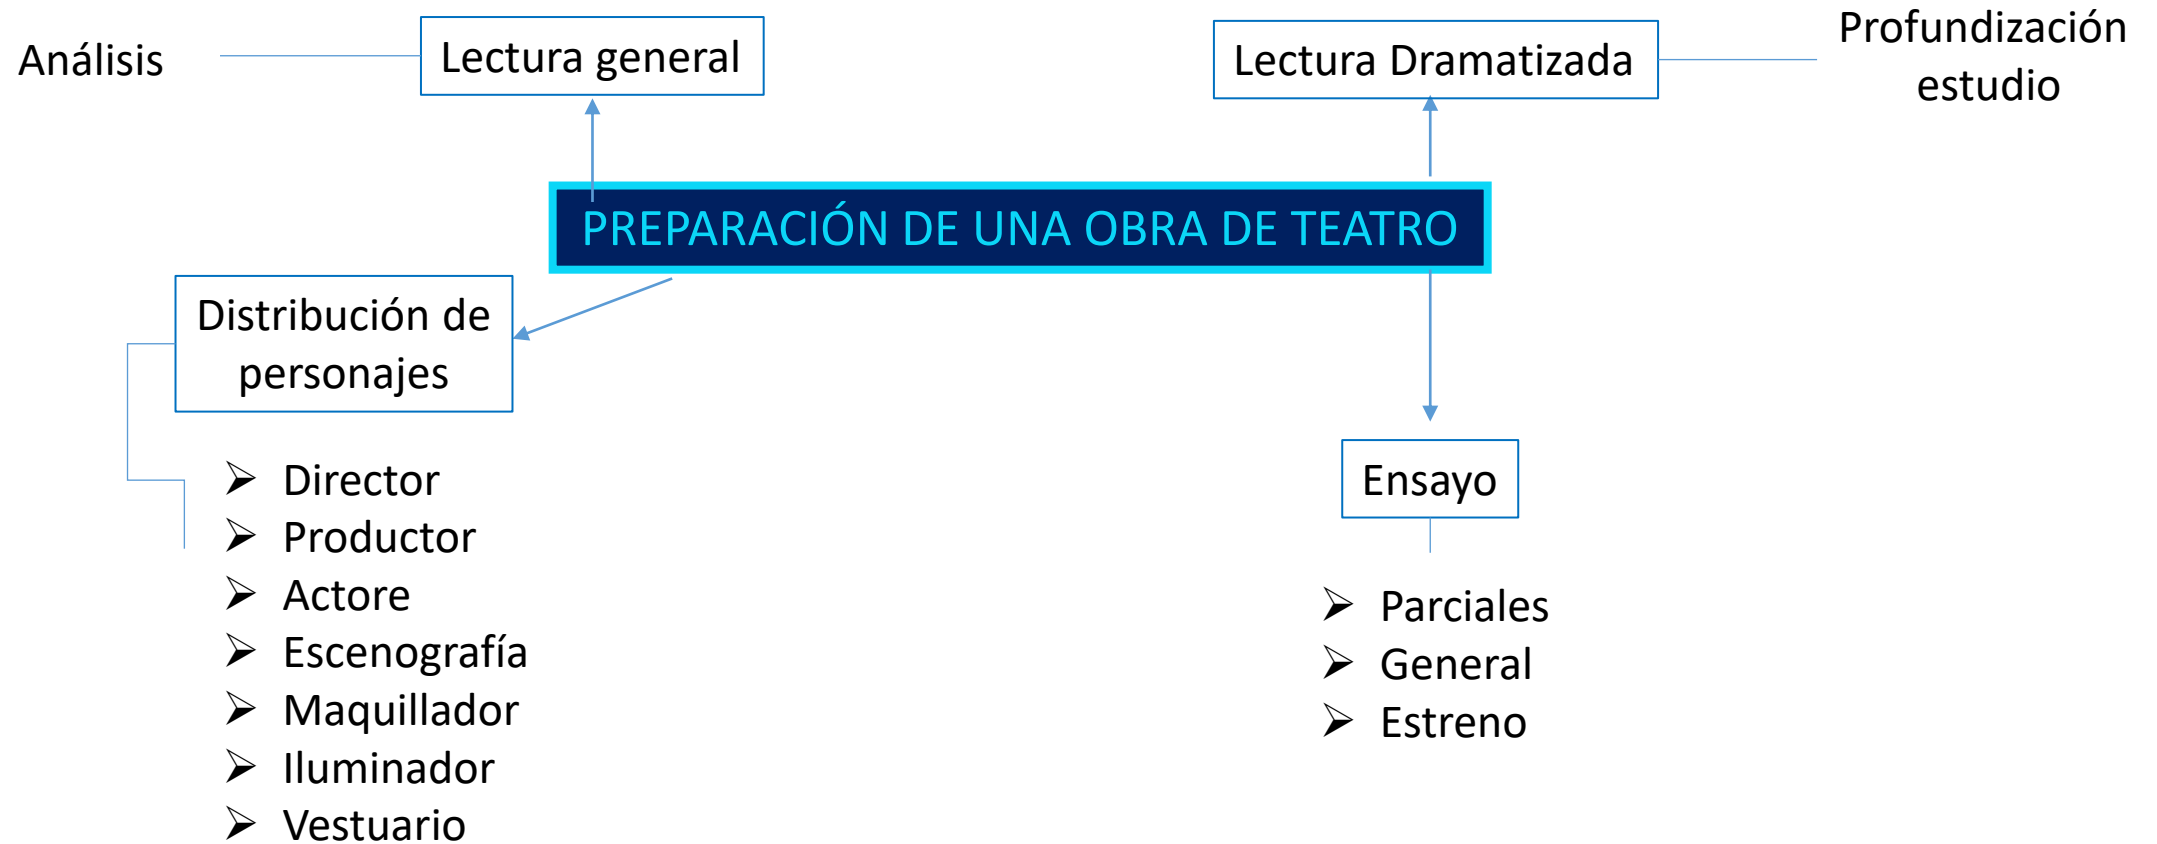 Análisis
Lectura general
Lectura Dramatizada
Profundización
estudio
PREPARACIÓN DE UNA OBRA DE TEATRO
Distribución de
personajes
Director
Productor
Actore
Escenografía
Maquillador
Iluminador
Vestuario
Ensayo
Parciales
General
Estreno